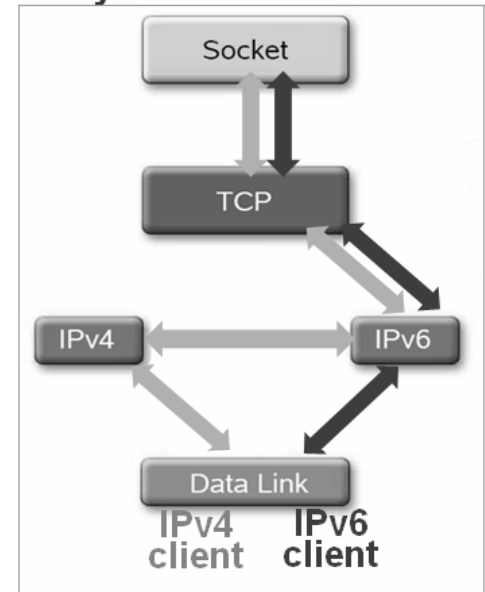 Socket
TCP
IPv4 IPv6
Data Link
IPv4 IPv6
client client